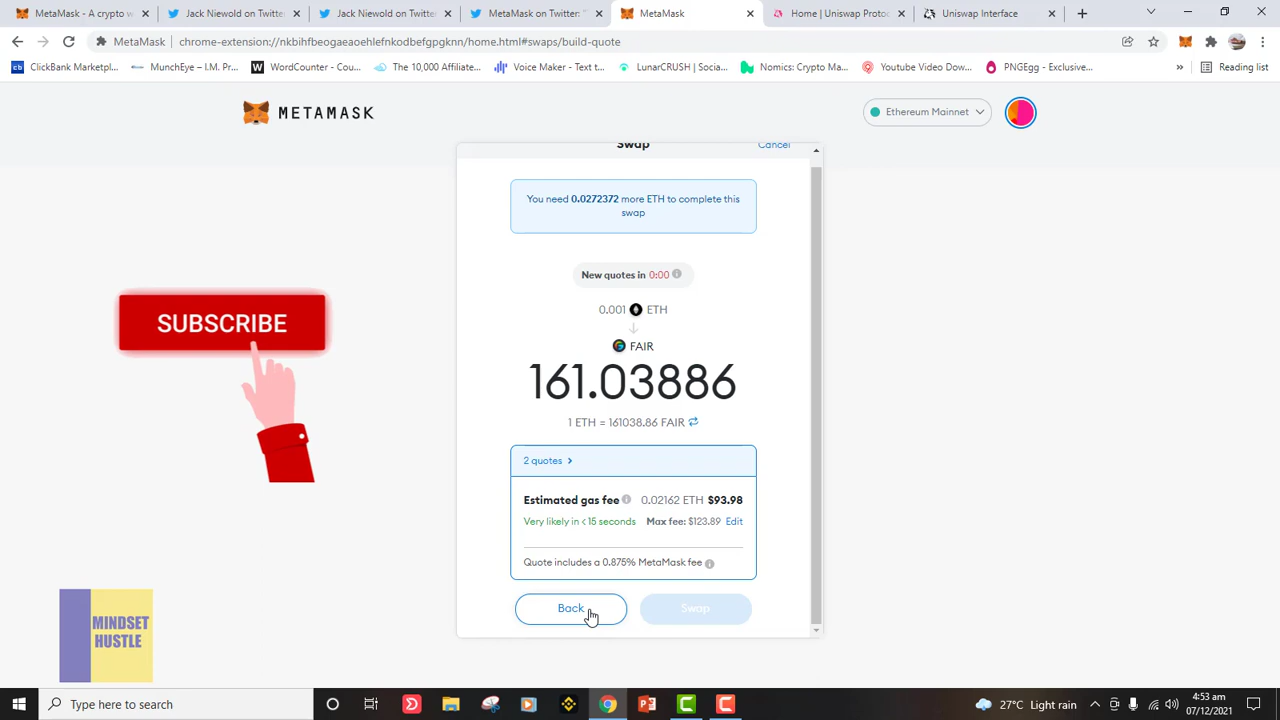 MetaMask - A crypto w
Jack Niewold on Twitter
Jack Niewold on Twitter
MetaMask on Twitter: "
MetaMask
Home | Uniswap Protoc
Uniswap Interface
MetaMask | chrome-extension://nkbihfbeogaeaoehlefnkodbefgpgknn/home.html#swaps/build-quote
ClickBank Marketpl...
MunchEye – I.M. Pr...
WordCounter - Cou...
The 10,000 Affiliate...
Voice Maker - Text t...
LunarCRUSH | Socia...
Nomics: Crypto Ma...
Youtube Video Dow...
PNGEgg - Exclusive...
»
Reading list
METAMASK
Ethereum Mainnet
Swap
Cancel
You need 0.0272372 more ETH to complete this
swap
New quotes in 0:00
0.001 ETH
FAIR
161.03886
1 ETH = 161038.86 FAIR
2 quotes
Estimated gas fee 0.02162 ETH $93.98
Very likely in < 15 seconds Max fee: $123.89 Edit
Quote includes a 0.875% MetaMask fee
Back
Swap
SUBSCRIBE
MINDSET
HUSTLE
Type here to search
27°C Light rain
4:53 am
07/12/2021